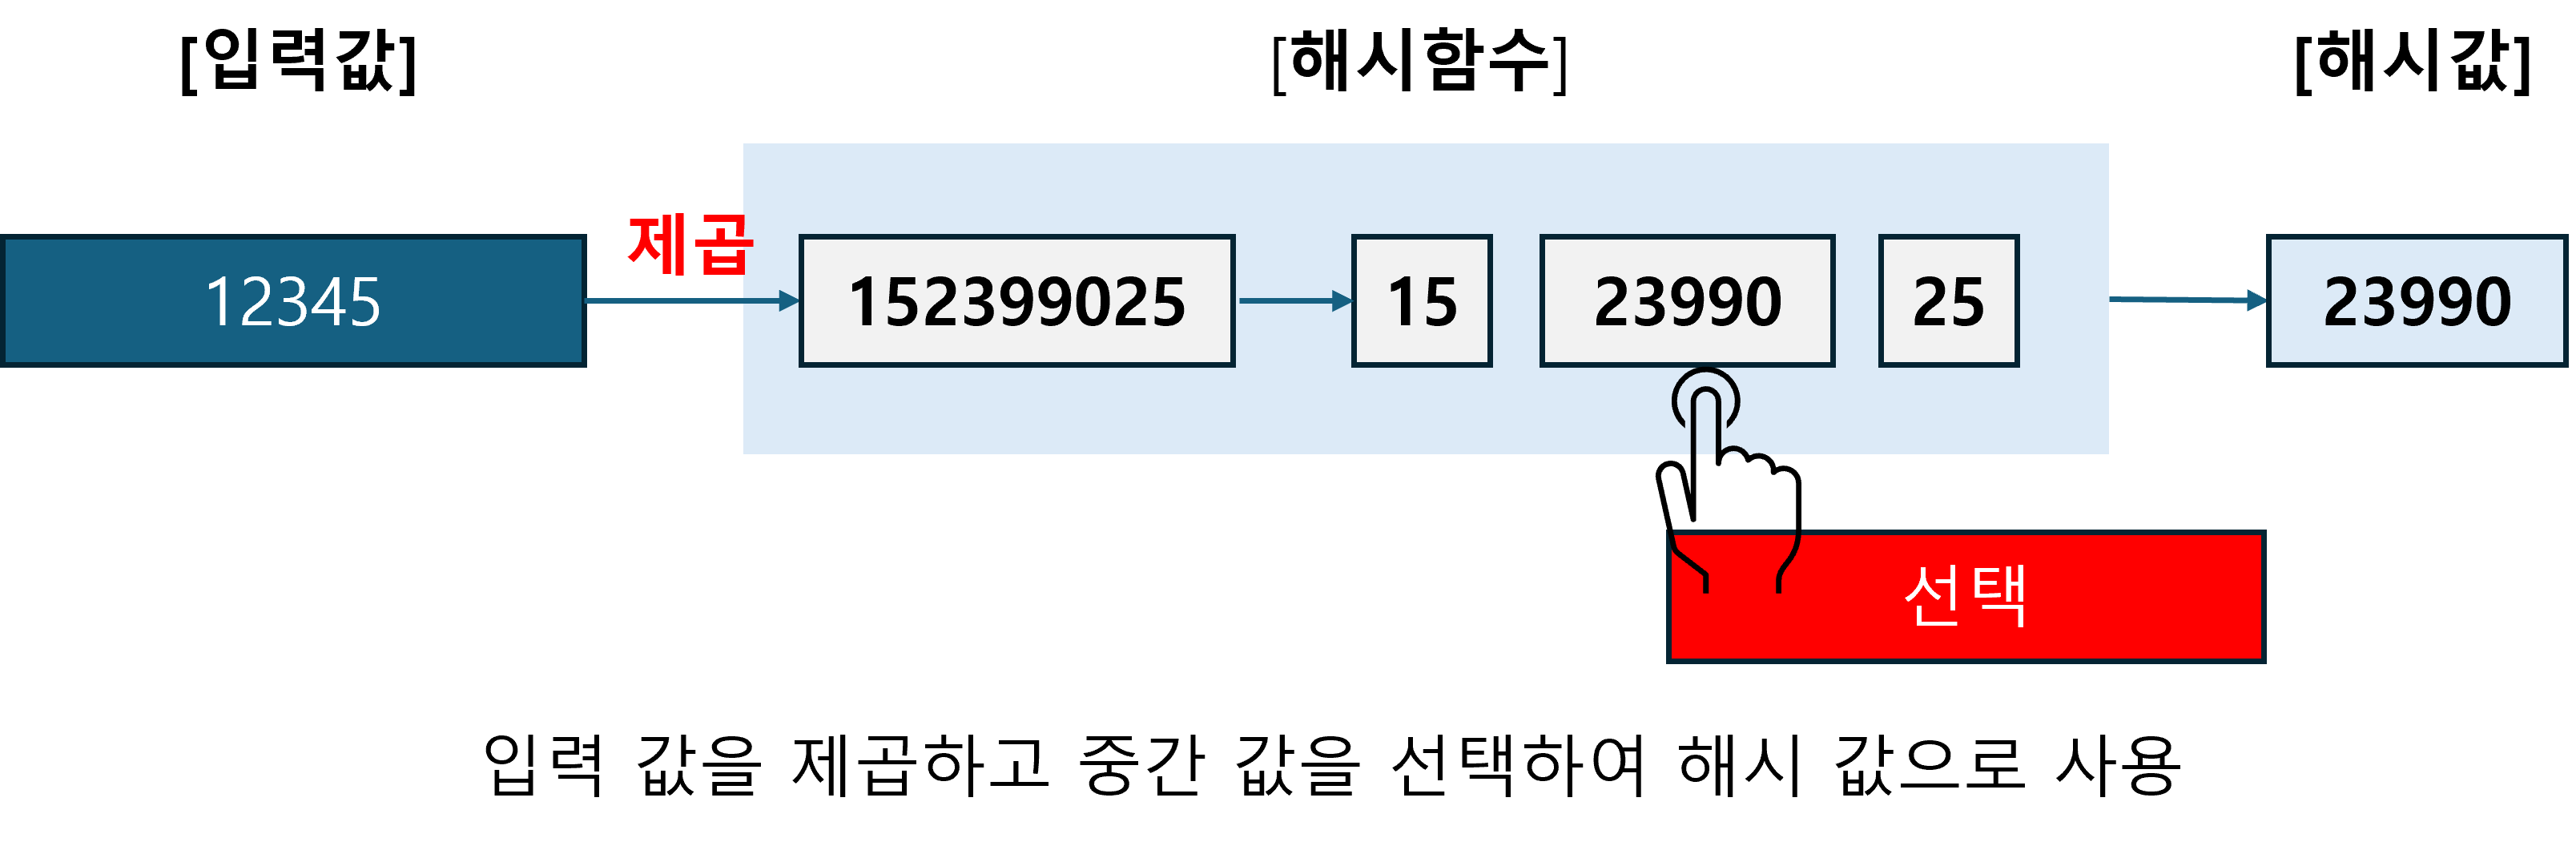 [입력값]
[해시함수]
[해시값]
제곱
12345
152399025
15
23990
25
23990
선택
입력 값을 제곱하고 중간 값을 선택하여 해시 값으로 사용